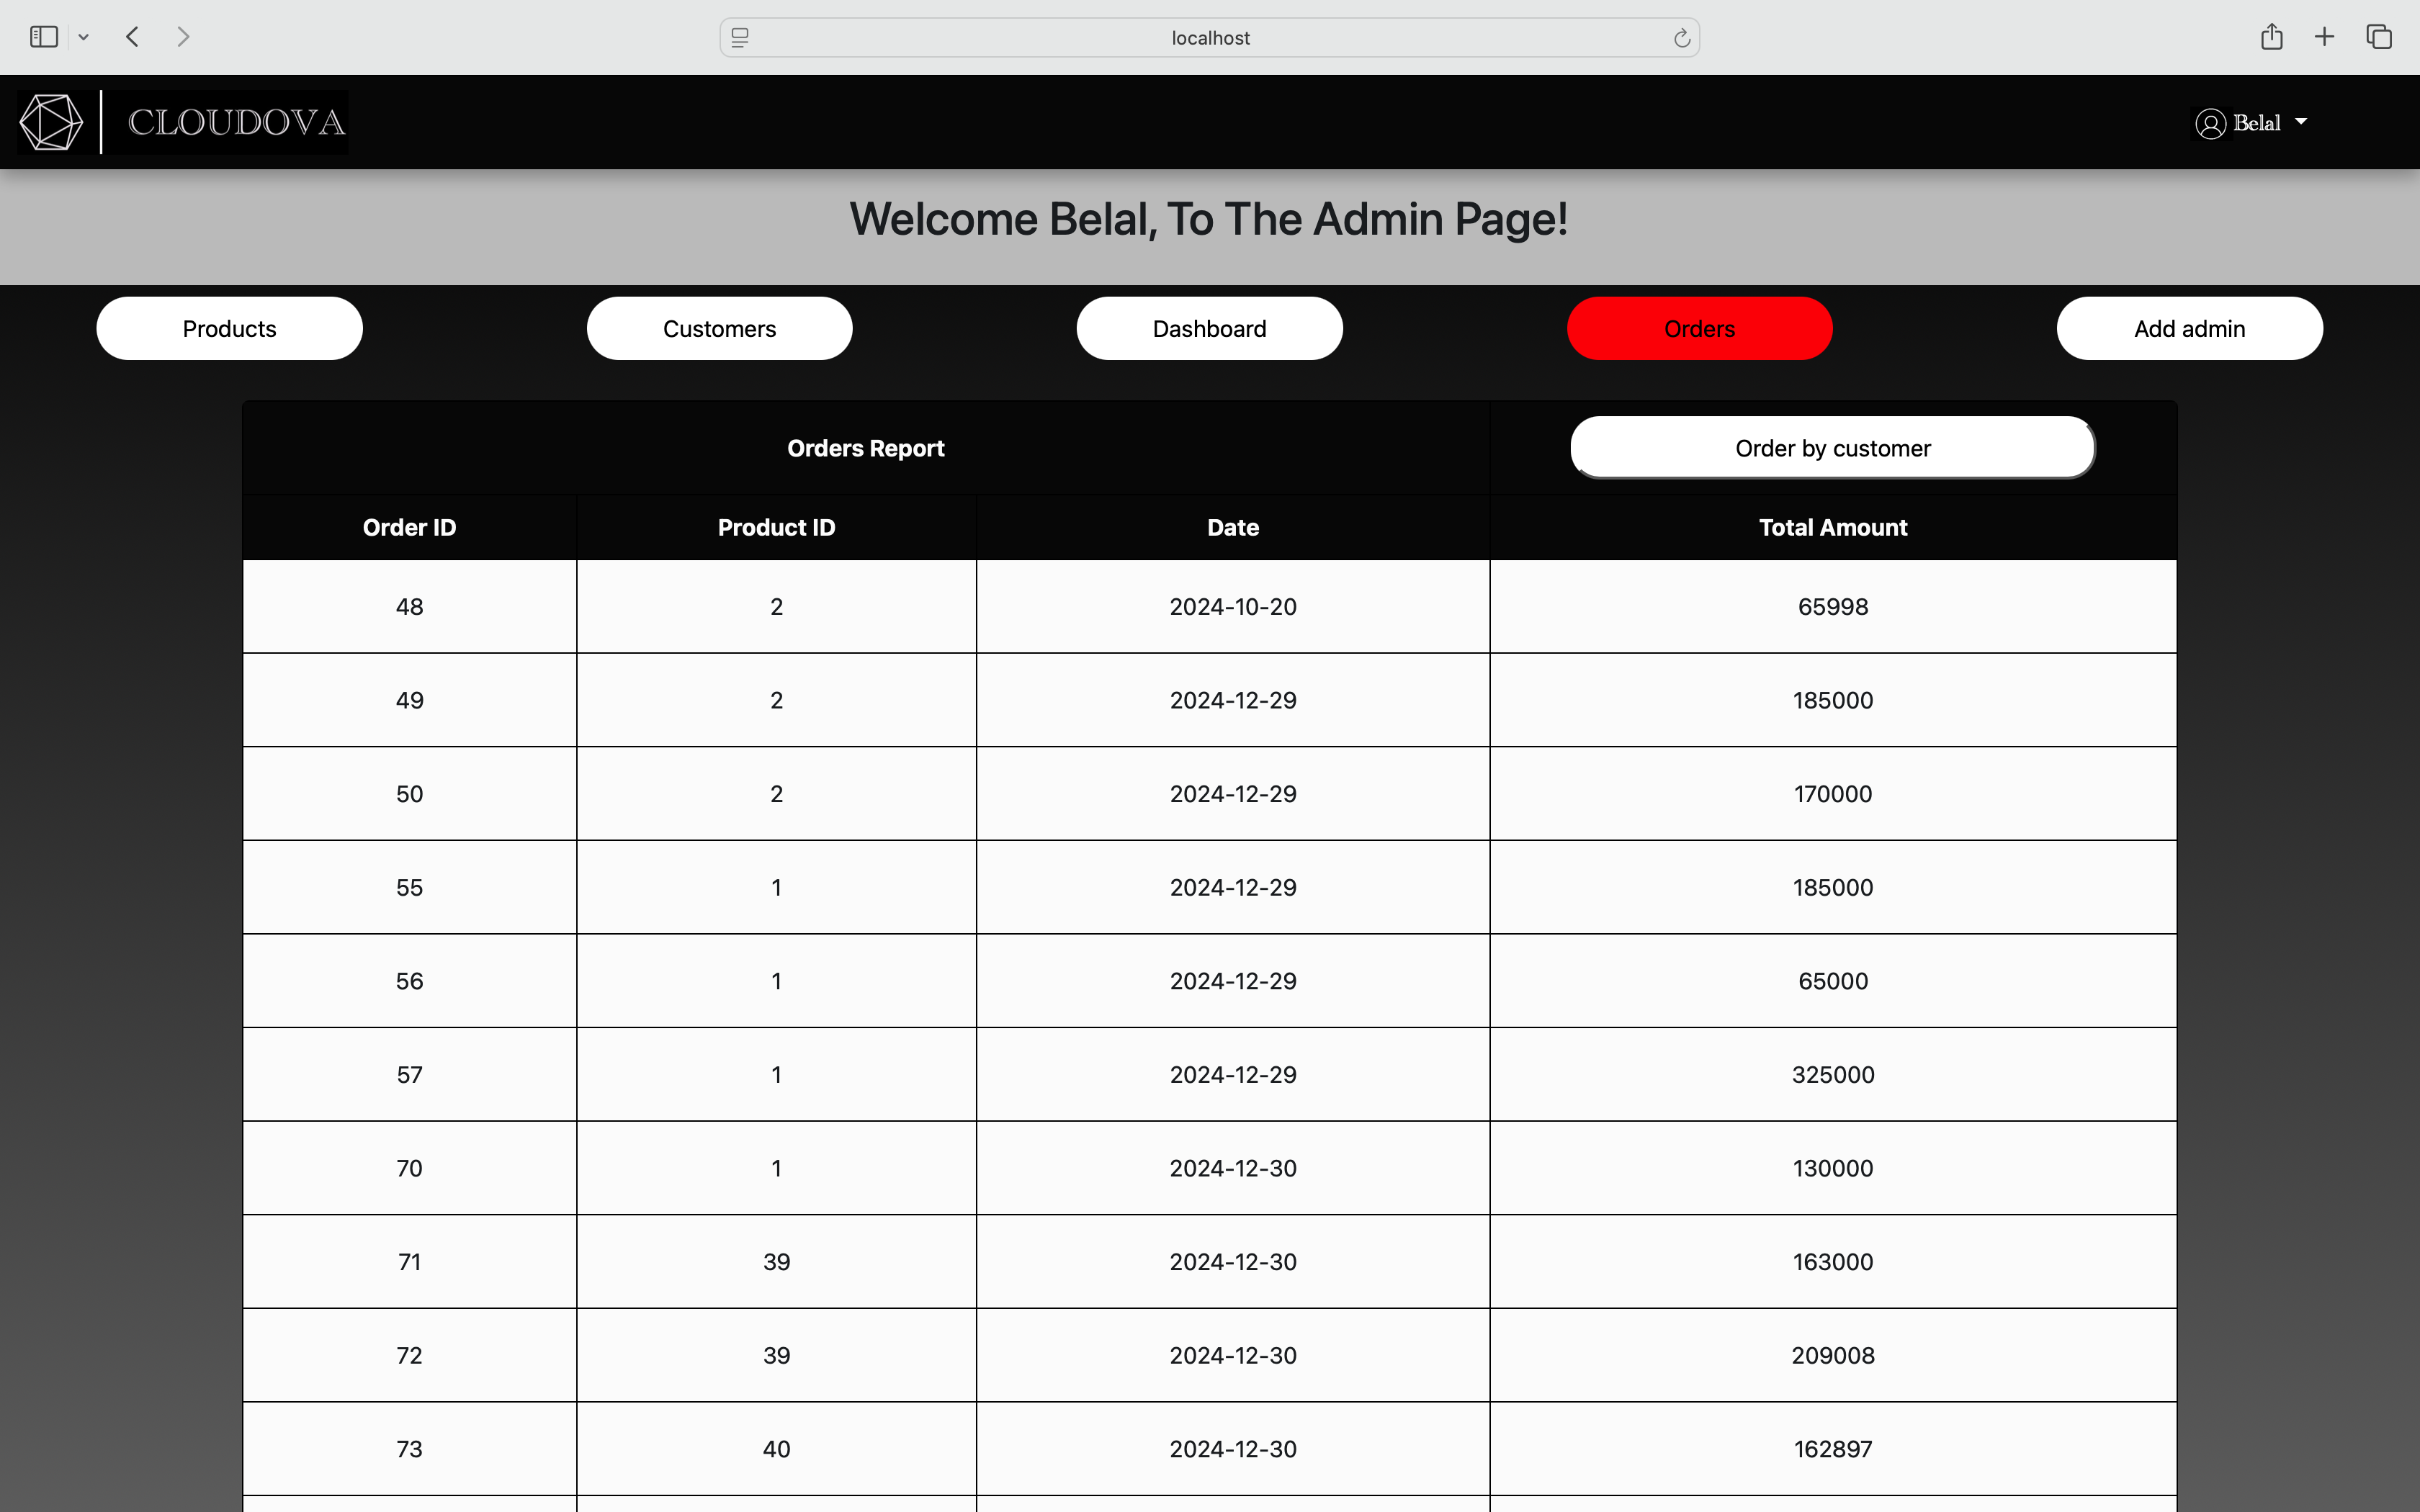 localhost
CLOUDOVA
Belal
Welcome Belal, To The Admin Page!
Products Customers Dashboard Orders Add admin
Orders Report Order by customer
Order ID Product ID Date Total Amount
48 2 2024-10-20 65998
49 2 2024-12-29 185000
50 2 2024-12-29 170000
55 1 2024-12-29 185000
56 1 2024-12-29 65000
57 1 2024-12-29 325000
70 1 2024-12-30 130000
71 39 2024-12-30 163000
72 39 2024-12-30 209008
73 40 2024-12-30 162897